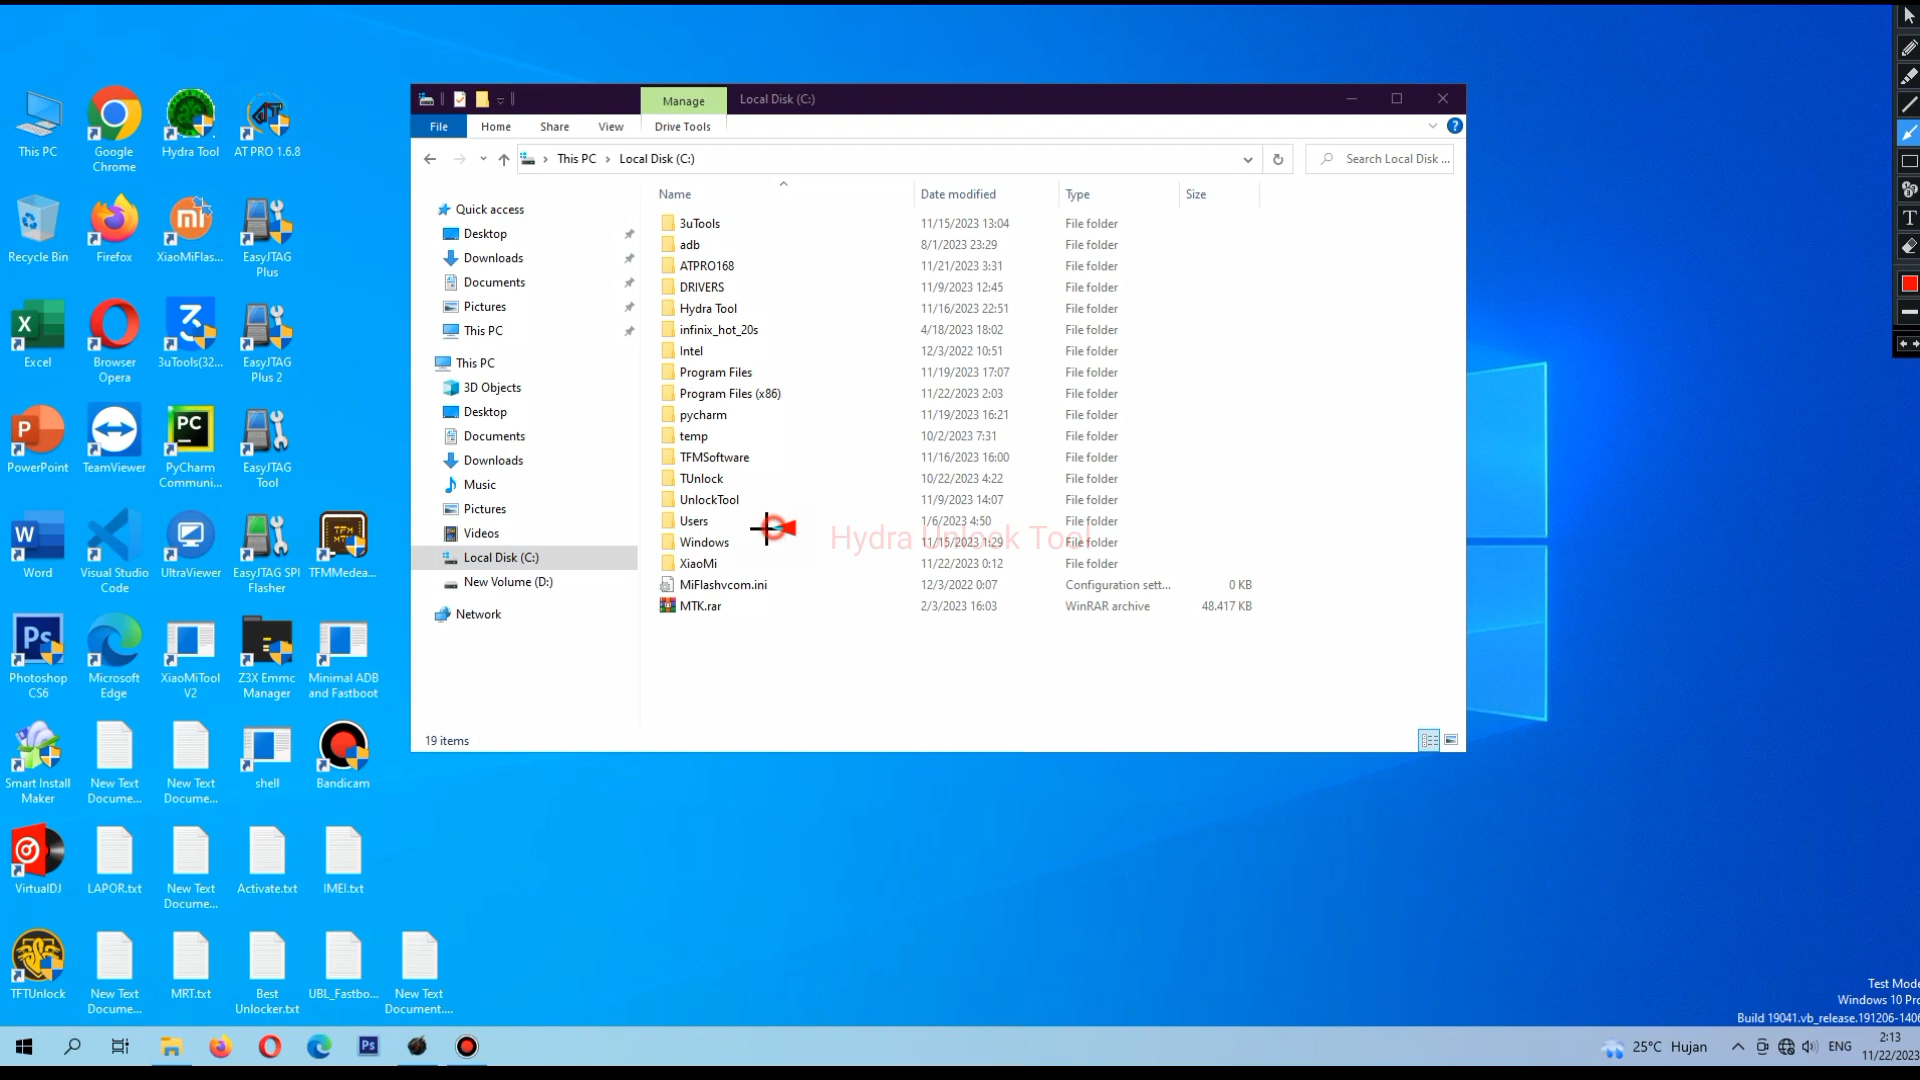 This PC
Google
Chrome
Hydra Tool
AT PRO 1.6.8
Recycle Bin
Firefox
XiaoMiFlas...
EasyJTAG
Plus
Excel
Browser
Opera
3uTools(32...
EasyJTAG
Plus 2
PowerPoint
TeamViewer
PyCharm
Communi...
EasyJTAG
Tool
Word
Visual Studio
Code
UltraViewer
EasyJTAG SPI
Flasher
TFMMedea...
Photoshop
CS6
Microsoft
Edge
XiaoMiTool
V2
Z3X Emmc
Manager
Minimal ADB
and Fastboot
Smart Install
Maker
New Text
Docume...
New Text
Docume...
shell
Bandicam
VirtualDJ
LAPOR.txt
New Text
Docume...
Activate.txt
IMEI.txt
TFTUnlock
New Text
Docume...
MRT.txt
Best
Unlocker.txt
UBL_Fastbo...
New Text
Document....
Manage
Local Disk (C:)
File
Home
Share
View
Drive Tools
This PC
Local Disk (C:)
Search Local Disk ...
Quick access
Desktop
Downloads
Documents
Pictures
This PC
This PC
3D Objects
Desktop
Documents
Downloads
Music
Pictures
Videos
Local Disk (C:)
New Volume (D:)
Network
Name Date modified Type Size
3uTools 11/15/2023 13:04 File folder
adb 8/1/2023 23:29 File folder
ATPRO168 11/21/2023 3:31 File folder
DRIVERS 11/9/2023 12:45 File folder
Hydra Tool 11/16/2023 22:51 File folder
infinix_hot_20s 4/18/2023 18:02 File folder
Intel 12/3/2022 10:51 File folder
Program Files 11/19/2023 17:07 File folder
Program Files (x86) 11/22/2023 2:03 File folder
pycharm 11/19/2023 16:21 File folder
temp 10/2/2023 7:31 File folder
TFMSoftware 11/16/2023 16:00 File folder
TUnlock 10/22/2023 4:22 File folder
UnlockTool 11/9/2023 14:07 File folder
Users 1/6/2023 4:50 File folder
Windows 11/15/2023 1:29 File folder
XiaoMi 11/22/2023 0:12 File folder
MiFlashvcom.ini 12/3/2022 0:07 Configuration sett... 0 KB
MTK.rar 2/3/2023 16:03 WinRAR archive 48.417 KB
Hydra Unlock Tool
19 items
Test Mode
Windows 10 Pro
Build 19041.vb_release.191206-1406
25°C Hujan
ENG
2:13
11/22/2023